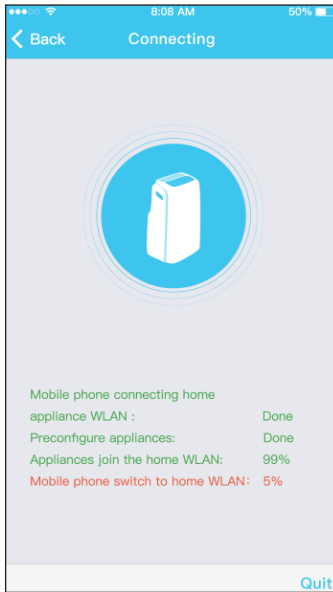 8:08 AM 50%
Back Connecting
Mobile phone connecting home
appliance WLAN : Done
Preconfigure appliances: Done
Appliances join the home WLAN: 99%
Mobile phone switch to home WLAN: 5%
Quit